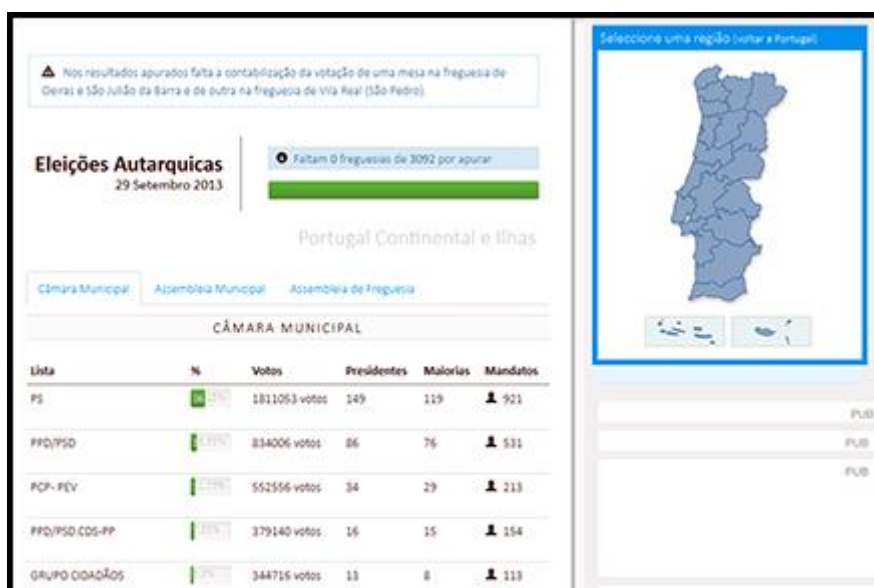 Nos resultados apurados falta a contabilização da votação de uma mesa na freguesia de
Oeiras e São Julião da Barra e de outra na freguesia de Vila Real (São Pedro).
Eleições Autarquicas
29 Setembro 2013
Faltam 0 freguesias de 3092 por apurar
Portugal Continental e Ilhas
Câmara Municipal Assembleia Municipal Assembleia de Freguesia
CÂMARA MUNICIPAL
Lista % Votos Presidentes Maiorias Mandatos
PS 1811053 votos 149 119 921
PPD/PSD 834006 votos 86 76 531
PCP-PEV 552556 votos 34 29 213
PPD/PSD.CDS-PP 379140 votos 16 15 154
GRUPO CIDADÃOS 344716 votos 13 8 113
Seleccione uma região (voltar a Portugal)
PUB
PUB
PUB